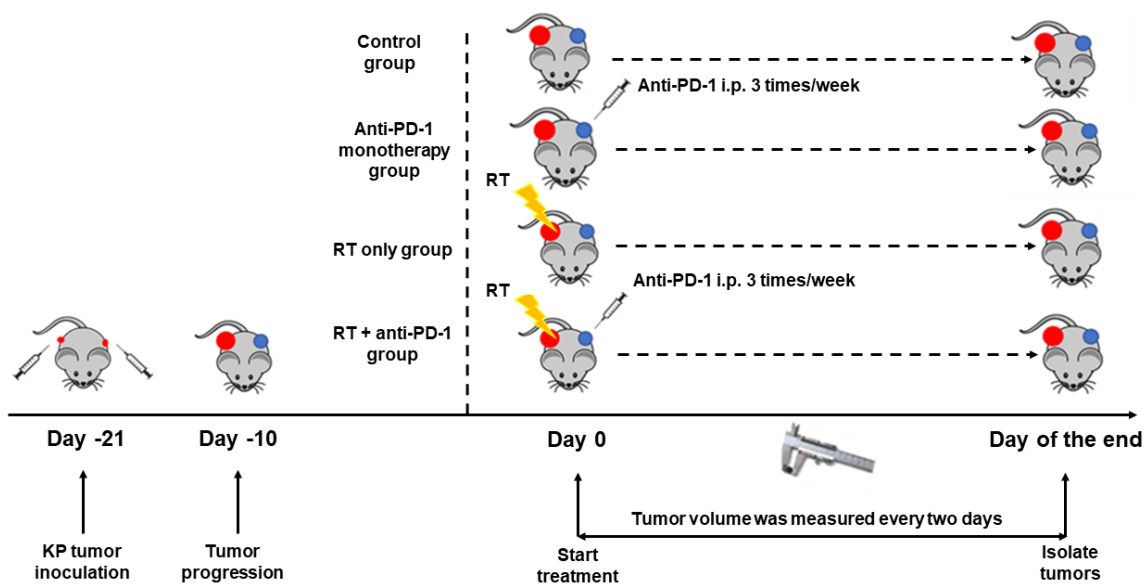 Control
group
Anti-PD-1 i.p. 3 times/week
Anti-PD-1
monotherapy
group
RT
RT only group
Anti-PD-1 i.p. 3 times/week
RT
RT + anti-PD-1
group
Day -21
Day -10
Day 0
Day of the end
Tumor volume was measured every two days
KP tumor
inoculation
Tumor
progression
Start
treatment
Isolate
tumors